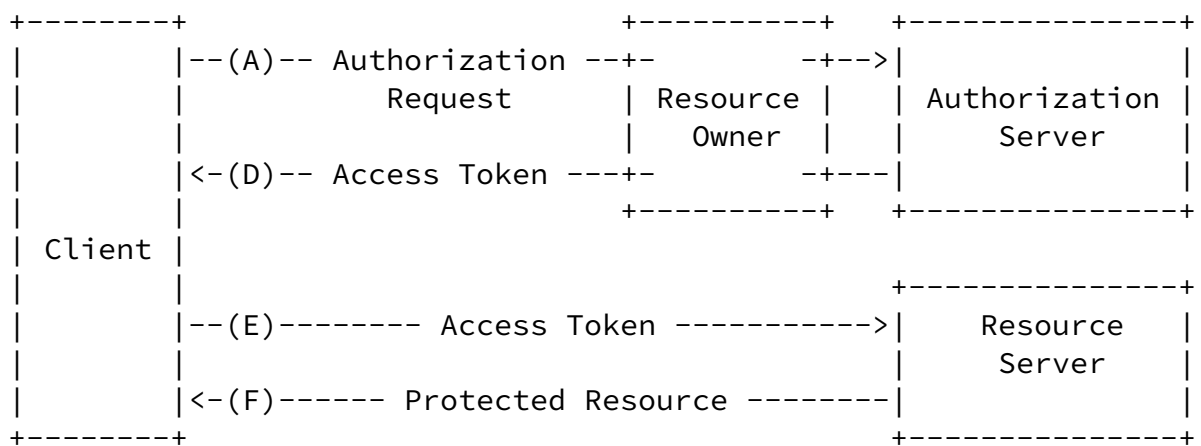 +--------+                                  +----------+    +---------------+
|        |--(A)-- Authorization --+-        -+-->|               |
|        |           Request      | Resource |   | Authorization |
|        |                        |   Owner  |   |     Server    |
|        |<-(D)-- Access Token ---+-        -+---|               |
|        |                        +----------+   +---------------+
| Client |
|        |                                       +---------------+
|        |--(E)-------- Access Token ----------->|    Resource   |
|        |                                       |     Server    |
|        |<-(F)------ Protected Resource --------|               |
+--------+                                       +---------------+